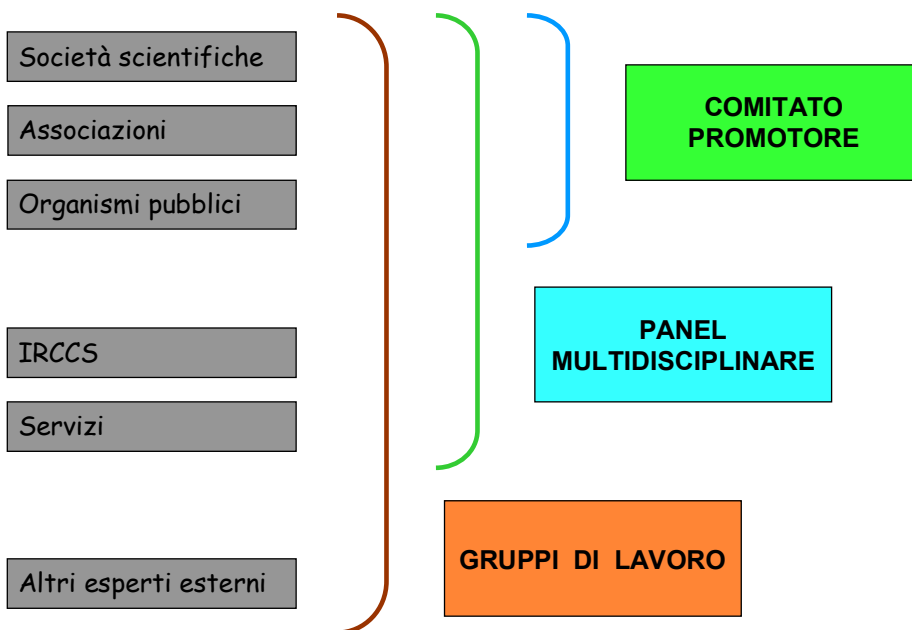 Società scientifiche
Associazioni
Organismi pubblici
IRCCS
Servizi
Altri esperti esterni
COMITATO
PROMOTORE
PANEL
MULTIDISCIPLINARE
GRUPPI DI LAVORO